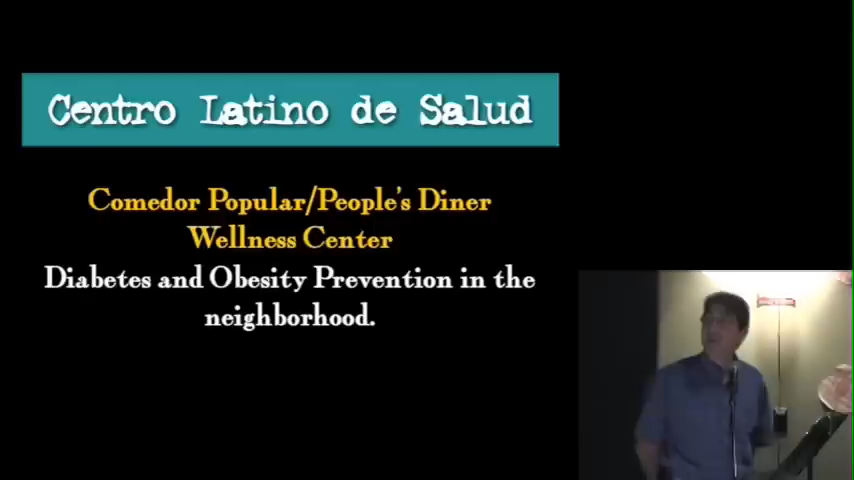 Centro Latino de Salud
Comedor Popular/People's Diner
Wellness Center
Diabetes and Obesity Prevention in the
neighborhood.